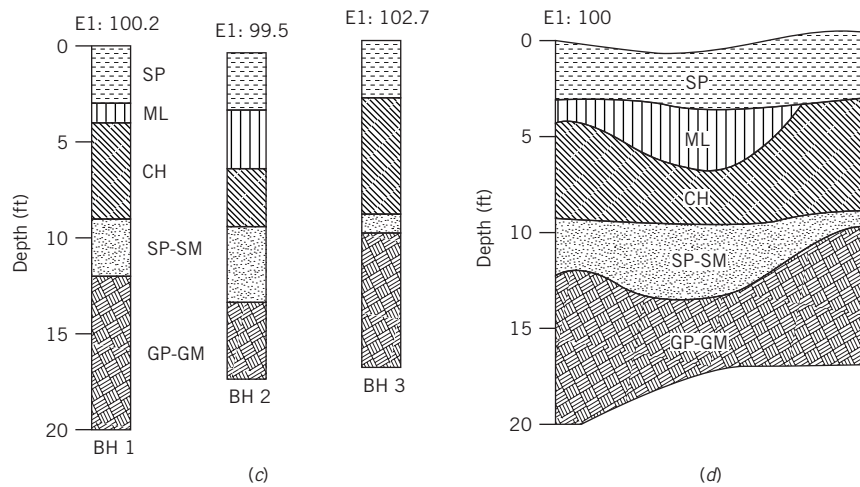 E1: 100.2
E1: 99.5
E1: 102.7
0
5
10
15
20
Depth (ft)
SP
ML
CH
SP-SM
GP-GM
BH 1
BH 2
BH 3
(c)
E1: 100
0
5
10
15
20
Depth (ft)
SP
ML
CH
SP-SM
GP-GM
(d)